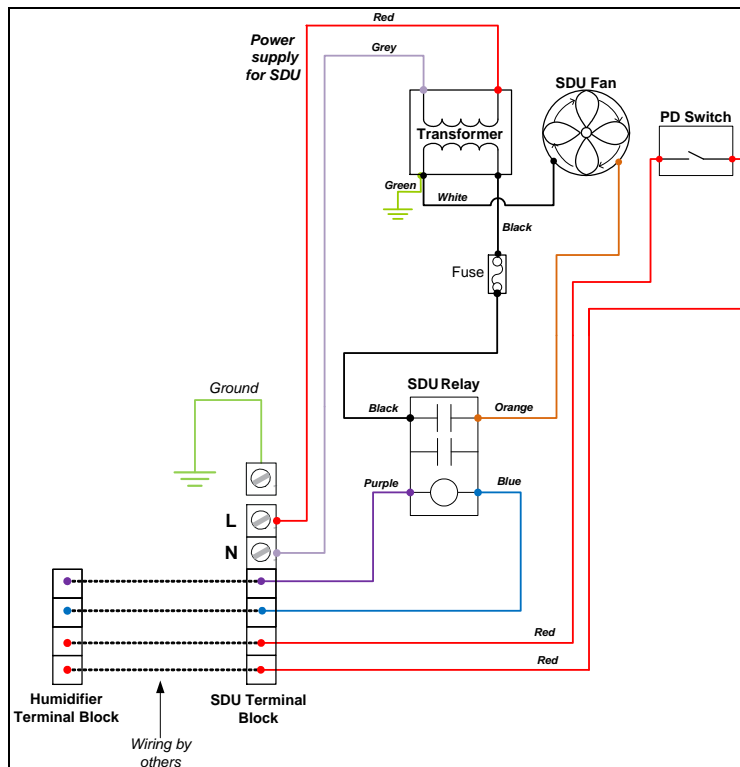 Red
Power
supply
for SDU
Grey
SDU Fan
PD Switch
Transformer
Green
White
Black
Fuse
SDU Relay
Ground
Black
Orange
Purple
Blue
L
N
Red
Red
Humidifier
Terminal Block
SDU Terminal
Block
Wiring by
others